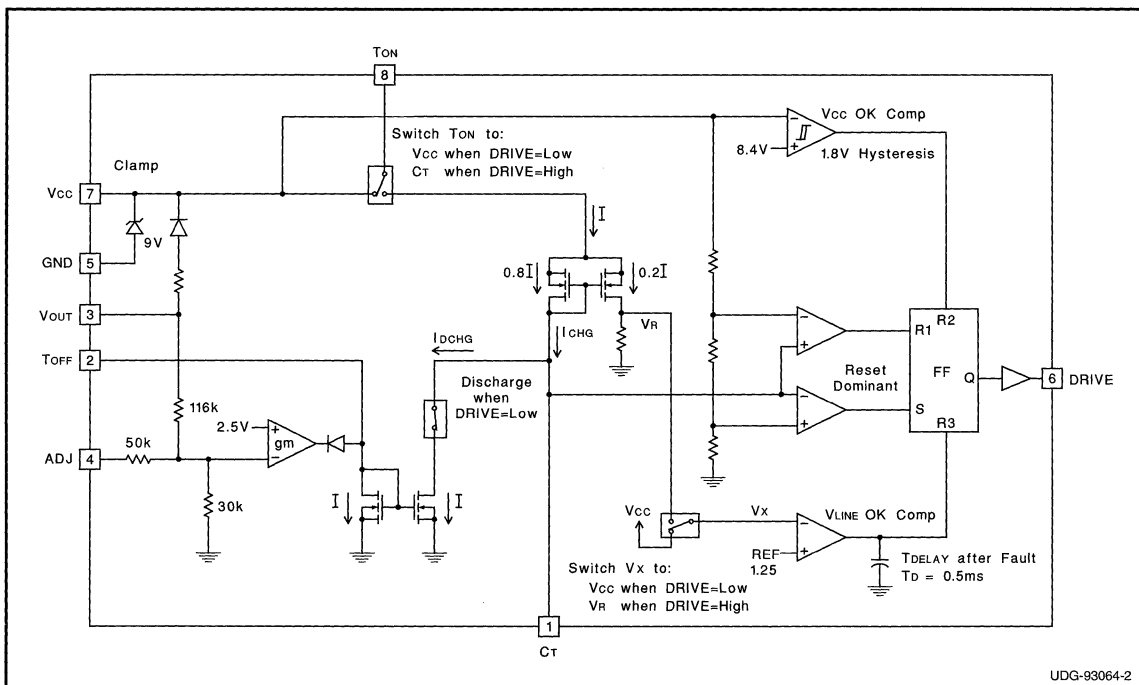 TON
8
VCC OK Comp
Switch TON to:
VCC when DRIVE=Low
CT when DRIVE=High
8.4V
1.8V Hysteresis
Clamp
VCC
7
9V
I
GND
5
0.8I
0.2I
VOUT
3
VR
ICHG
IDCHG
TOFF
2
R1
R2
Discharge
when
DRIVE=Low
Reset
Dominant
FF
Q
6
DRIVE
S
R3
116k
2.5V
gm
50k
ADJ
4
30k
I
I
VCC
VX
VLINE OK Comp
REF
1.25
TDELAY after Fault
TD = 0.5ms
Switch VX to:
VCC when DRIVE=Low
VR when DRIVE=High
1
CT
UDG-93064-2